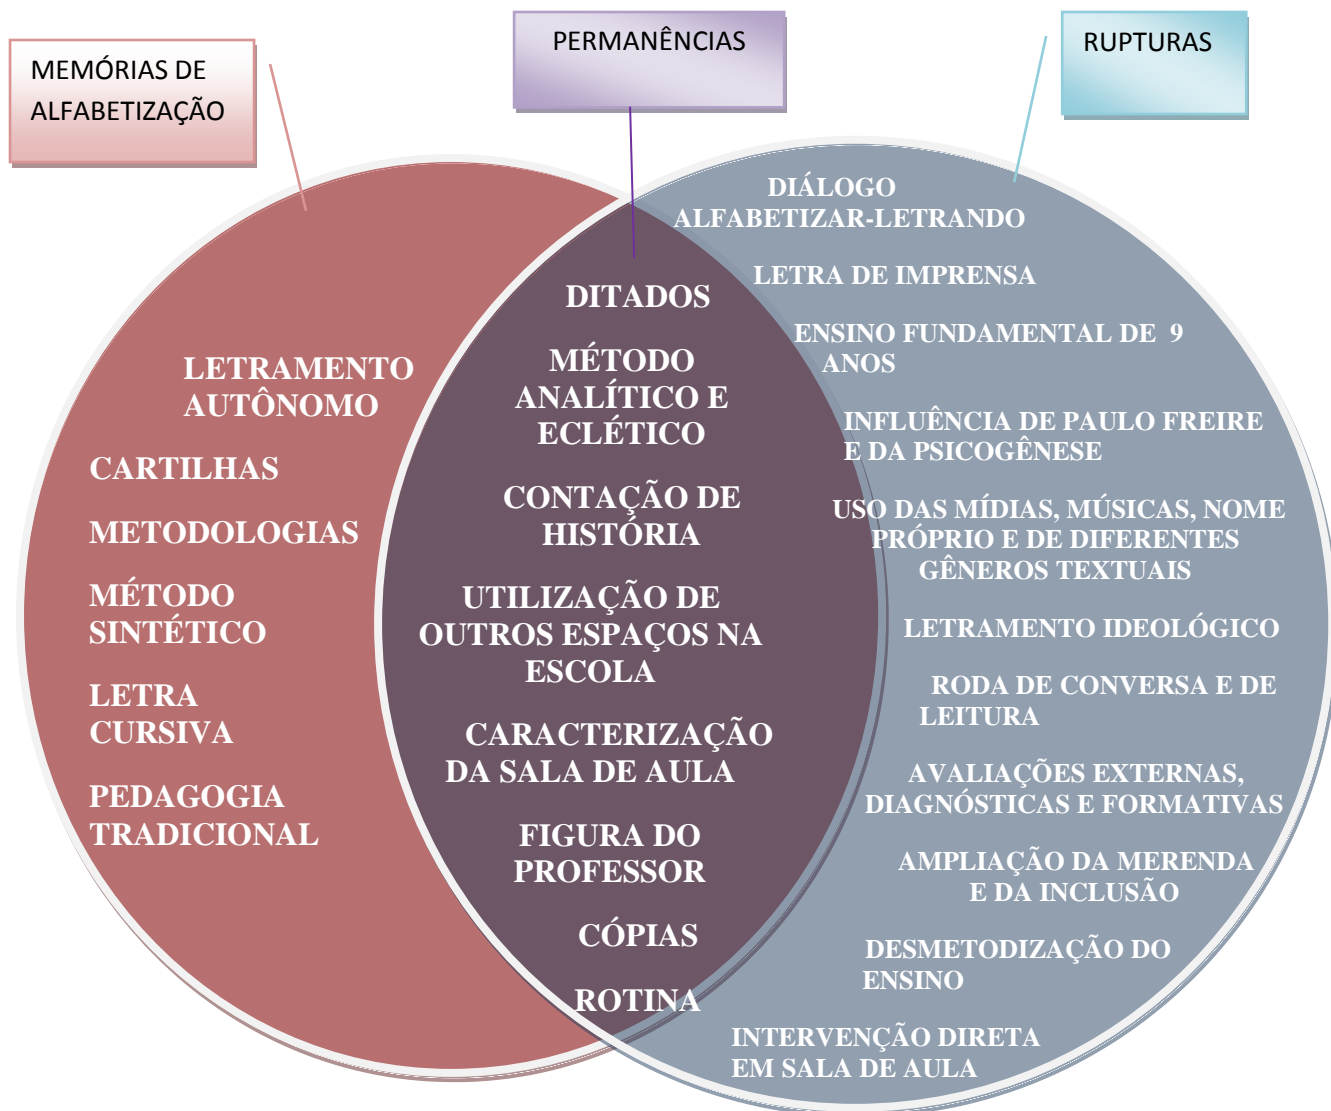 MEMÓRIAS DE
ALFABETIZAÇÃO
PERMANÊNCIAS
RUPTURAS
LETRAMENTO
AUTÔNOMO
CARTILHAS
METODOLOGIAS
MÉTODO
SINTÉTICO
LETRA
CURSIVA
PEDAGOGIA
TRADICIONAL
DITADOS
MÉTODO
ANALÍTICO E
ECLÉTICO
CONTAÇÃO DE
HISTÓRIA
UTILIZAÇÃO DE
OUTROS ESPAÇOS NA
ESCOLA
CARACTERIZAÇÃO
DA SALA DE AULA
FIGURA DO
PROFESSOR
CÓPIAS
ROTINA
DIÁLOGO
ALFABETIZAR-LETRANDO
LETRA DE IMPRENSA
ENSINO FUNDAMENTAL DE 9
ANOS
INFLUÊNCIA DE PAULO FREIRE
E DA PSICOGÊNESE
USO DAS MÍDIAS, MÚSICAS, NOME
PRÓPRIO E DE DIFERENTES
GÊNEROS TEXTUAIS
LETRAMENTO IDEOLÓGICO
RODA DE CONVERSA E DE
LEITURA
AVALIAÇÕES EXTERNAS,
DIAGNÓSTICAS E FORMATIVAS
AMPLIAÇÃO DA MERENDA
E DA INCLUSÃO
DESMETODIZAÇÃO DO
ENSINO
INTERVENÇÃO DIRETA
EM SALA DE AULA